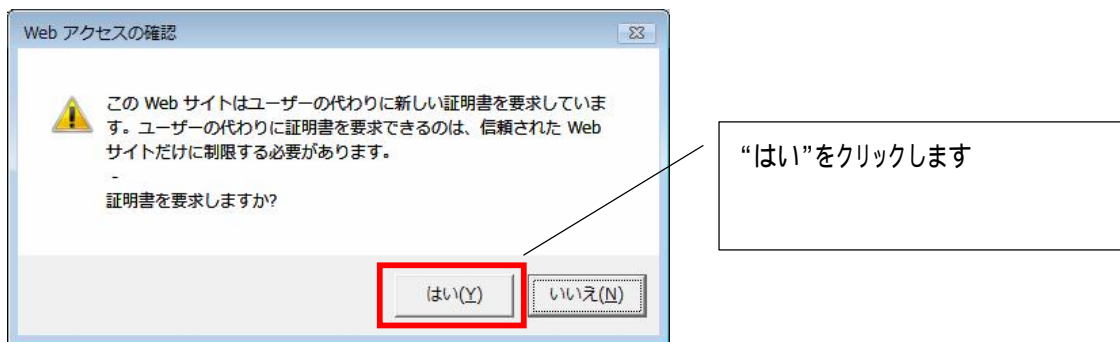 Web アクセスの確認
この Web サイトはユーザーの代わりに新しい証明書を要求していま
す。ユーザーの代わりに証明書を要求できるのは、信頼された Web
サイトだけに制限する必要があります。
-
証明書を要求しますか?
はい(Y)
いいえ(N)
“はい”をクリックします